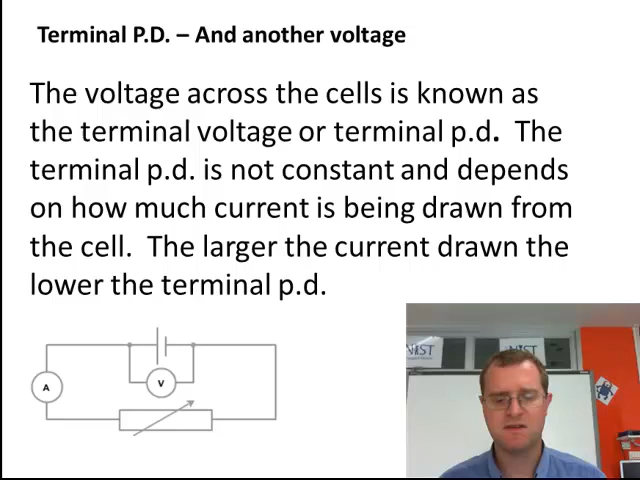 Terminal P.D. – And another voltage
The voltage across the cells is known as
the terminal voltage or terminal p.d. The
terminal p.d. is not constant and depends
on how much current is being drawn from
the cell. The larger the current drawn the
lower the terminal p.d.
A
V
NIST
NIST